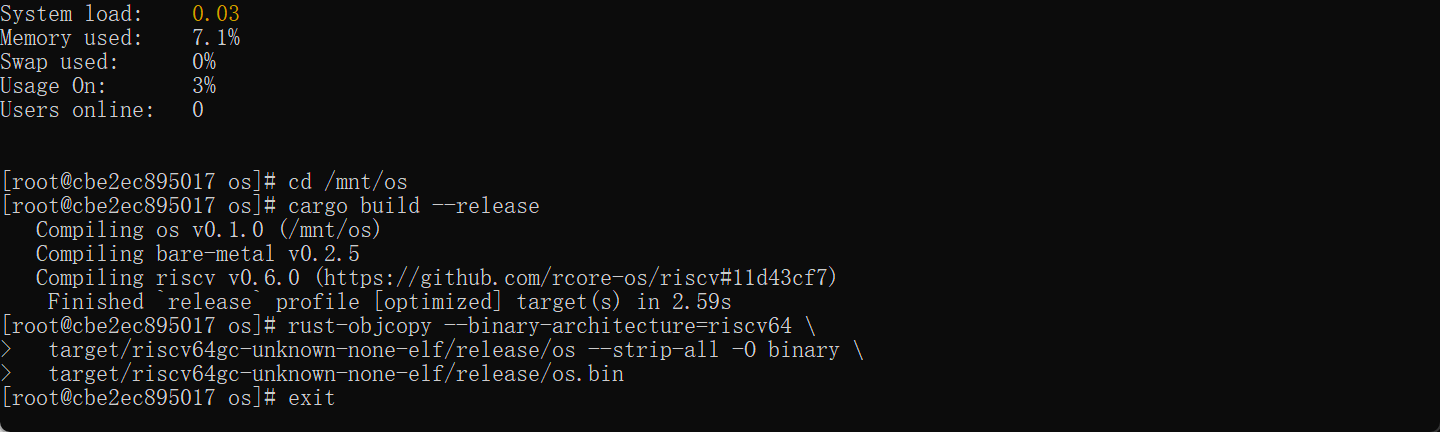 System load:    0.03
Memory used:    7.1%
Swap used:      0%
Usage On:       3%
Users online:   0
[root@cbe2ec895017 os]# cd /mnt/os
[root@cbe2ec895017 os]# cargo build --release
   Compiling os v0.1.0 (/mnt/os)
   Compiling bare-metal v0.2.5
   Compiling riscv v0.6.0 (https://github.com/rcore-os/riscv#11d43cf7)
    Finished `release` profile [optimized] target(s) in 2.59s
[root@cbe2ec895017 os]# rust-objcopy --binary-architecture=riscv64 \
>   target/riscv64gc-unknown-none-elf/release/os --strip-all -O binary \
>   target/riscv64gc-unknown-none-elf/release/os.bin
[root@cbe2ec895017 os]# exit